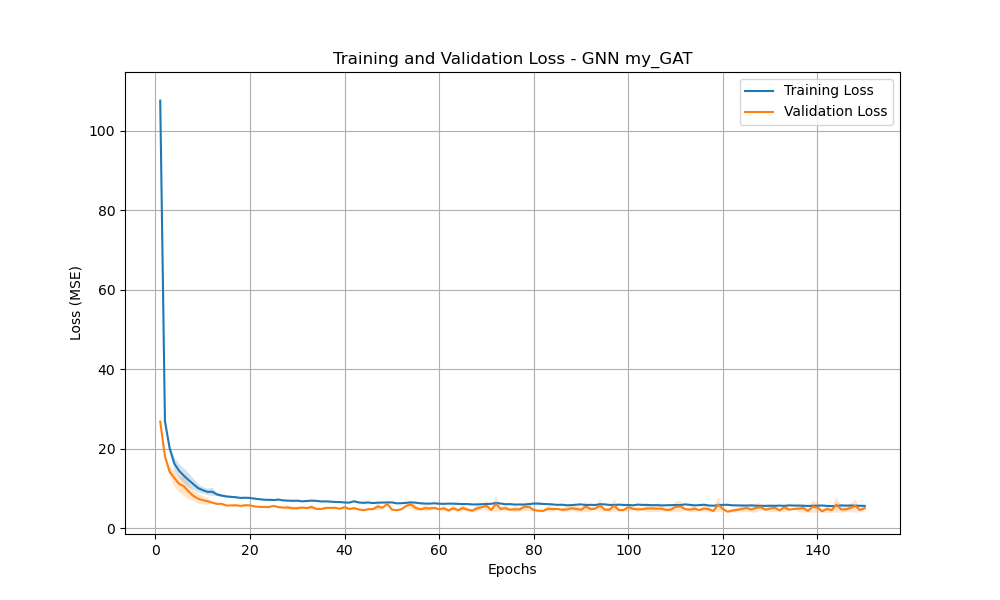 Training and Validation Loss - GNN my_GAT
Training Loss
Validation Loss
100
80
60
40
20
0
Loss (MSE)
0 20 40 60 80 100 120 140
Epochs